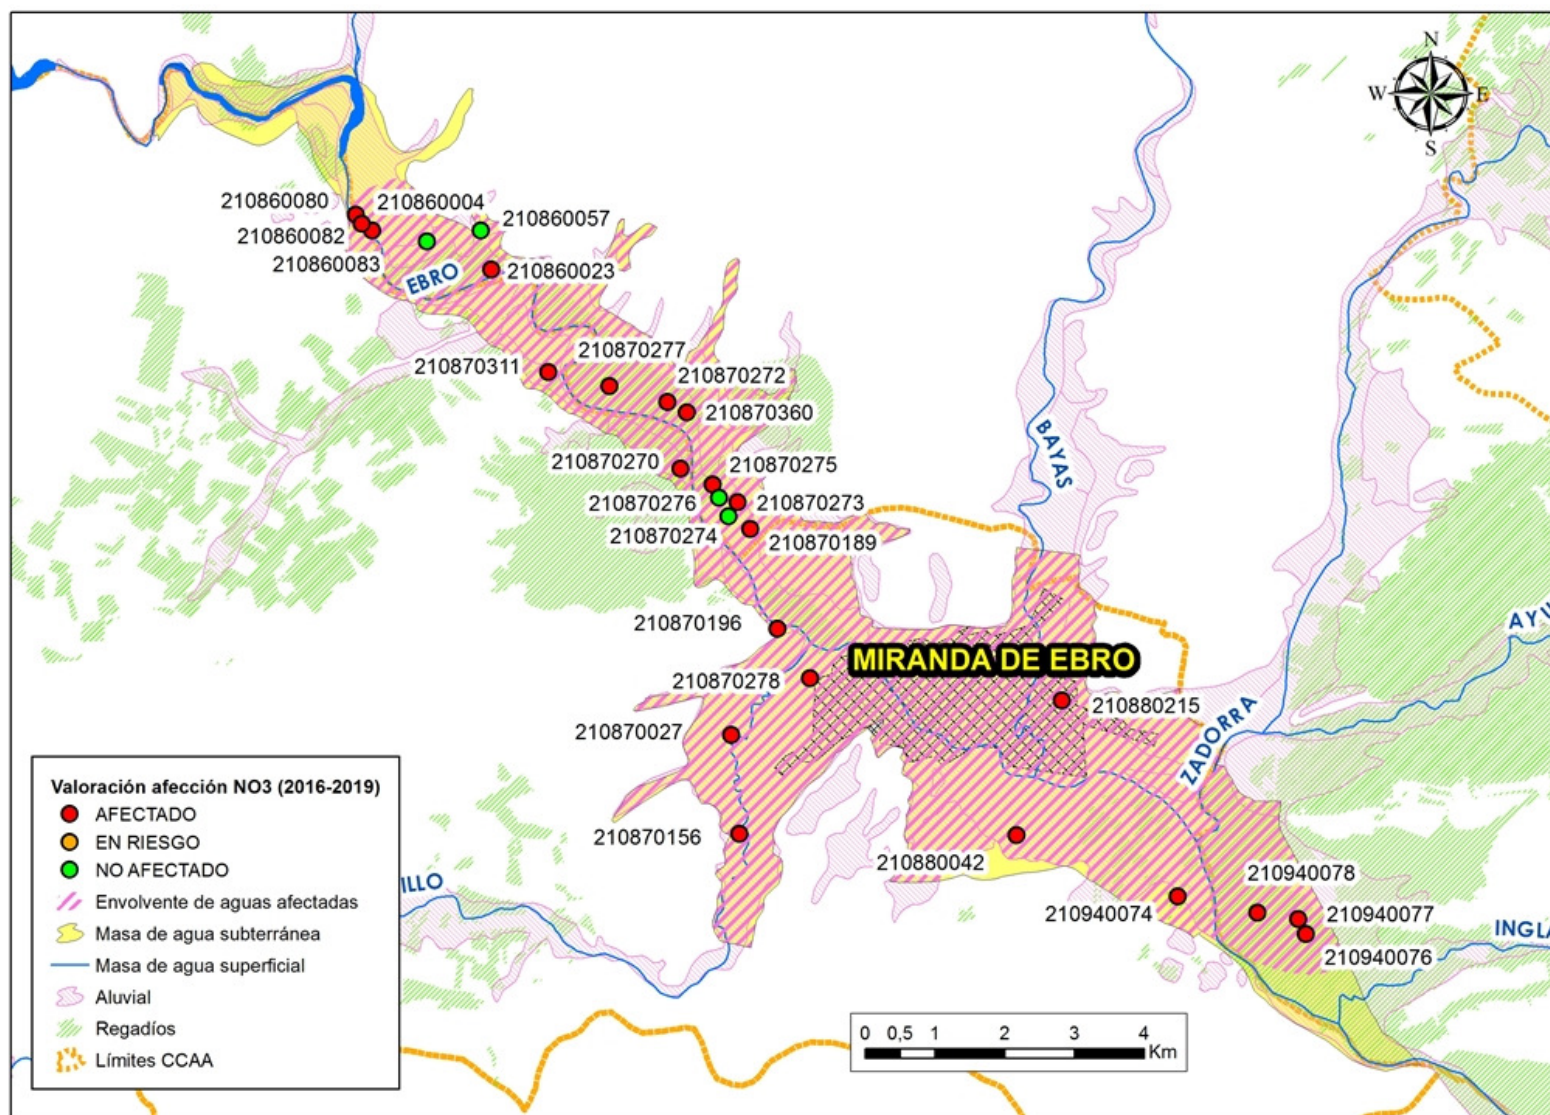 N
W
E
S
210860080
210860004
210860057
210860082
210860083
EBRO
210860023
210870277
210870311
210870272
210870360
BAYAS
210870270
210870275
210870276
210870273
210870274
210870189
210870196
MIRANDA DE EBRO
210870278
210880215
210870027
ZADORRA
210870156
210880042
210940078
210940074
210940077
210940076
Valoración afección NO3 (2016-2019)
AFECTADO
EN RIESGO
NO AFECTADO
Envolvente de aguas afectadas
Masa de agua subterránea
Masa de agua superficial
Aluvial
Regadíos
Límites CCAA
ILLO
INGLA
0 0,5 1 2 3 4
Km